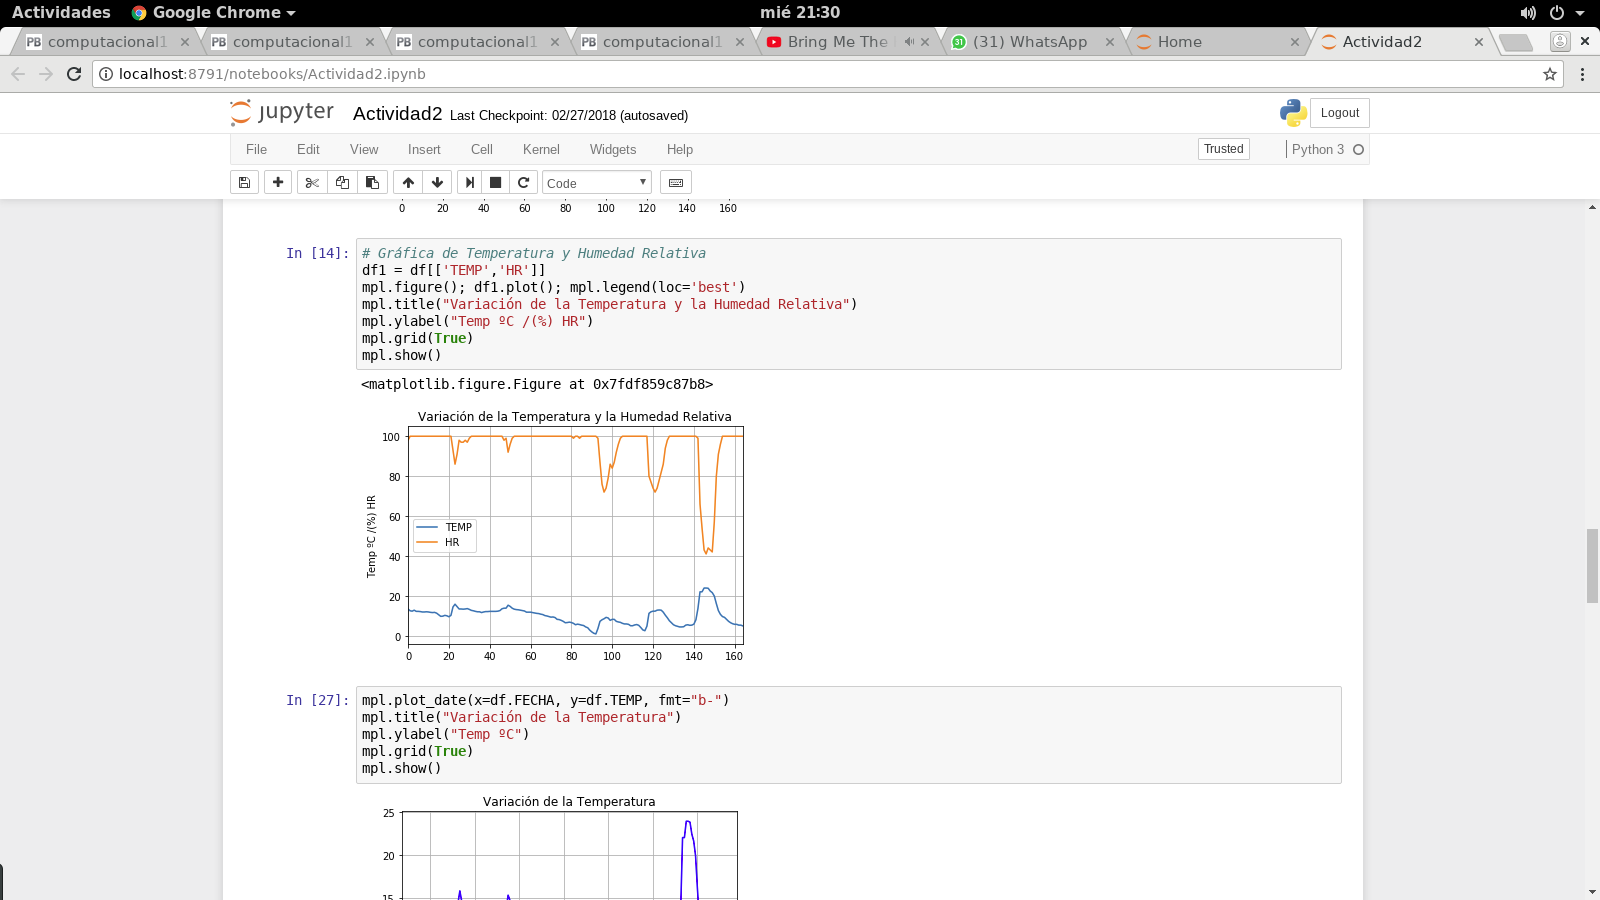 Actividades Google Chrome mié 21:30
PB computacional1
PB computacional1
PB computacional1
PB computacional1
Bring Me The
(31) WhatsApp
Home
Actividad2
localhost:8791/notebooks/Actividad2.ipynb
jupyter Actividad2 Last Checkpoint: 02/27/2018 (autosaved)
Logout
File Edit View Insert Cell Kernel Widgets Help
Trusted
Python 3
Code
0 20 40 60 80 100 120 140 160
In [14]:
# Gráfica de Temperatura y Humedad Relativa
df1 = df[['TEMP','HR']]
mpl.figure(); df1.plot(); mpl.legend(loc='best')
mpl.title("Variación de la Temperatura y la Humedad Relativa")
mpl.ylabel("Temp ºC /(%) HR")
mpl.grid(True)
mpl.show()
<matplotlib.figure.Figure at 0x7fdf859c87b8>
Variación de la Temperatura y la Humedad Relativa
100
80
60
40
20
0
Temp ºC /(%) HR
TEMP
HR
0 20 40 60 80 100 120 140 160
In [27]:
mpl.plot_date(x=df.FECHA, y=df.TEMP, fmt="b-")
mpl.title("Variación de la Temperatura")
mpl.ylabel("Temp ºC")
mpl.grid(True)
mpl.show()
Variación de la Temperatura
25
20
15